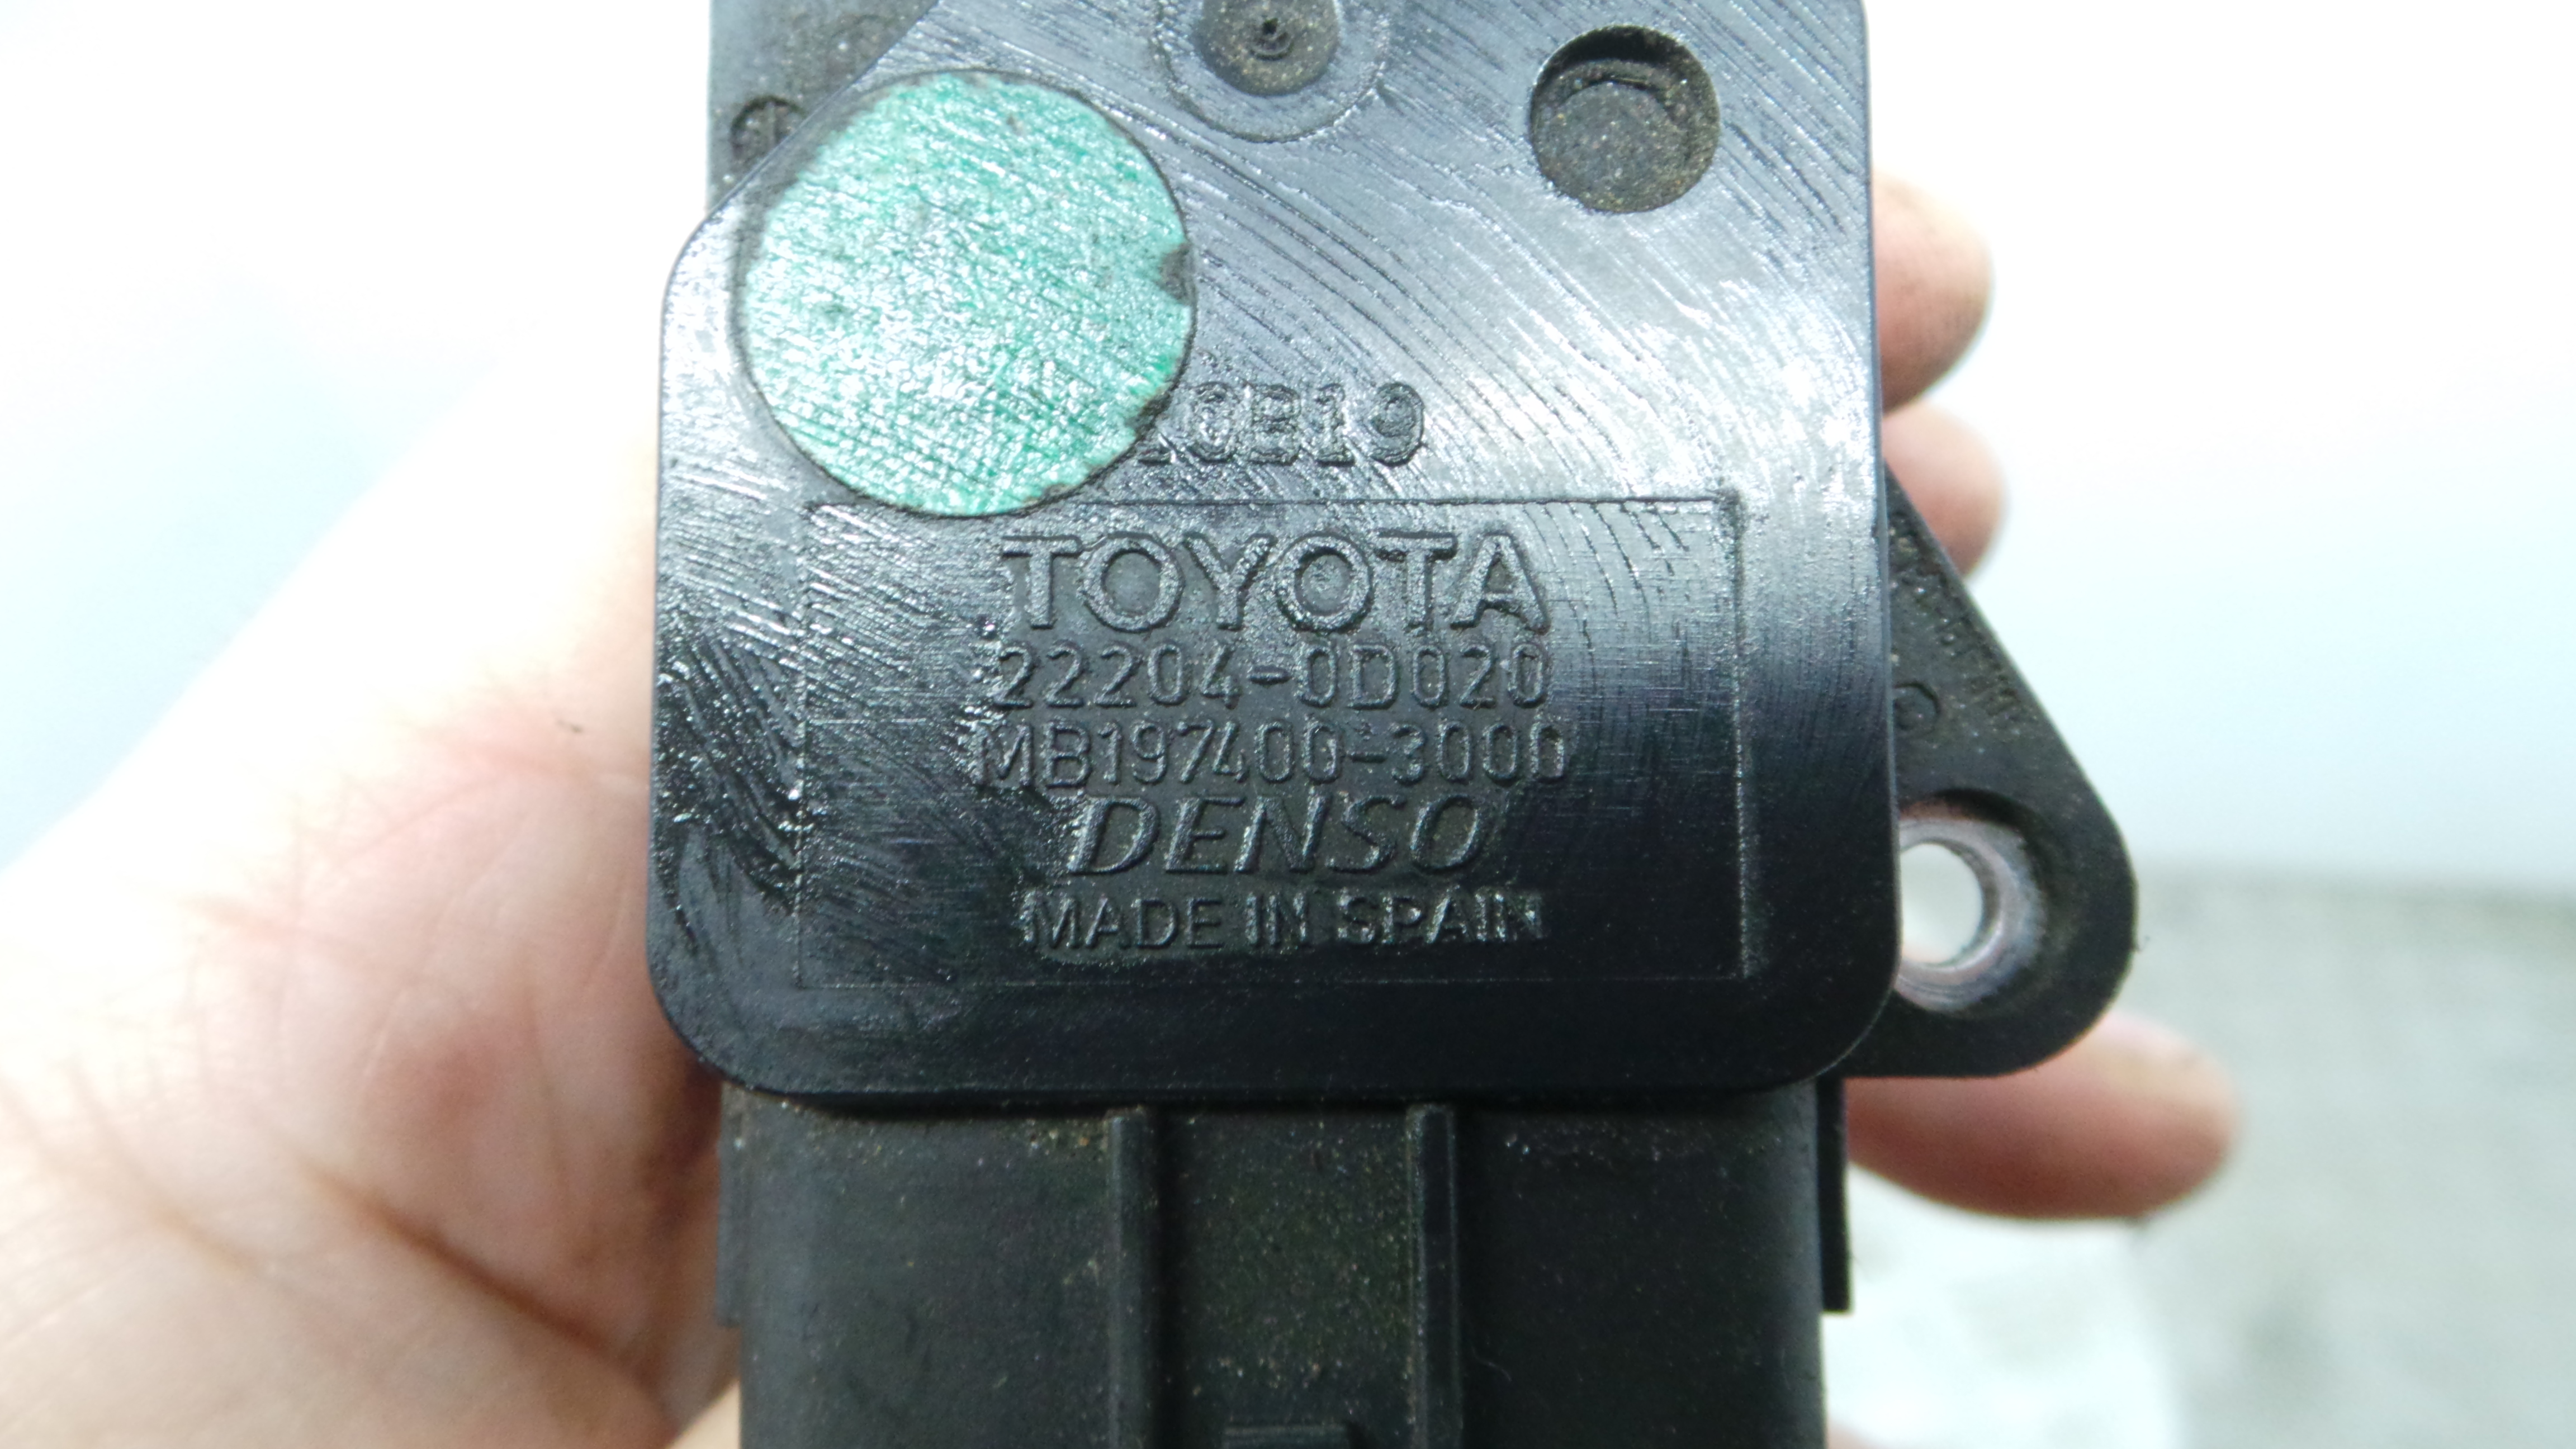 TOYOTA
22204-0D020
MB197400-3000
DENSO
MADE IN SPAIN